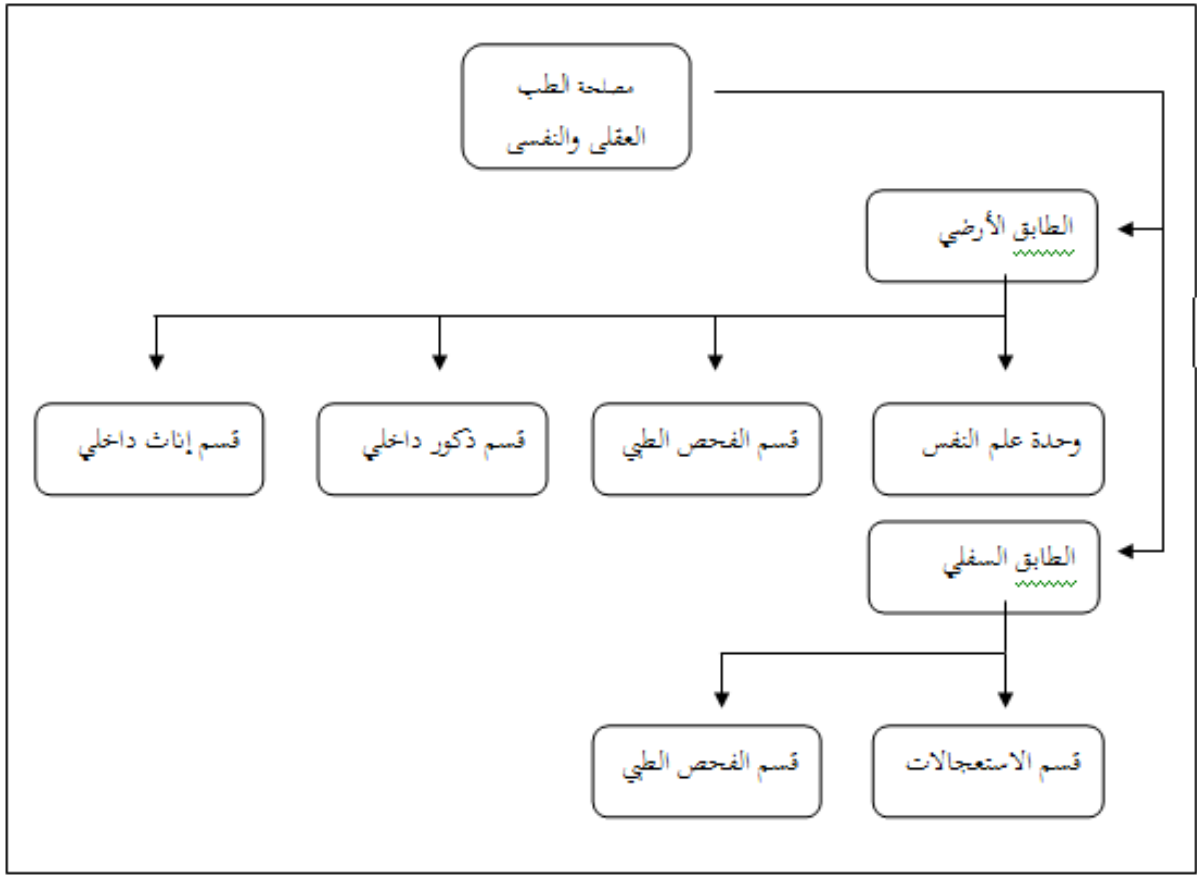 مصلحة الطب
العقلي والنفسي
الطابق الأرضي
وحدة علم النفس
قسم الفحص الطبي
قسم ذكور داخلي
قسم إناث داخلي
الطابق السفلي
قسم الاستعجالات
قسم الفحص الطبي